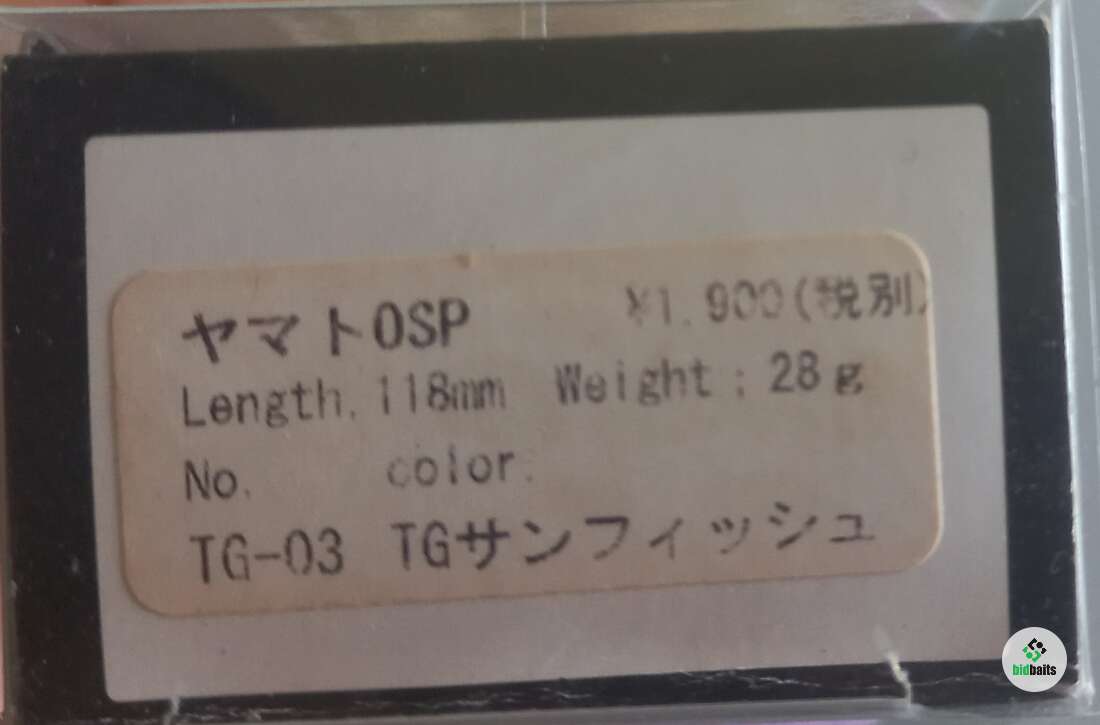 ヤマトOSP ¥1,900(税別)
Length. 118mm Weight : 28g
No. color.
TG-03 TGサンフィッシュ
bidbaits